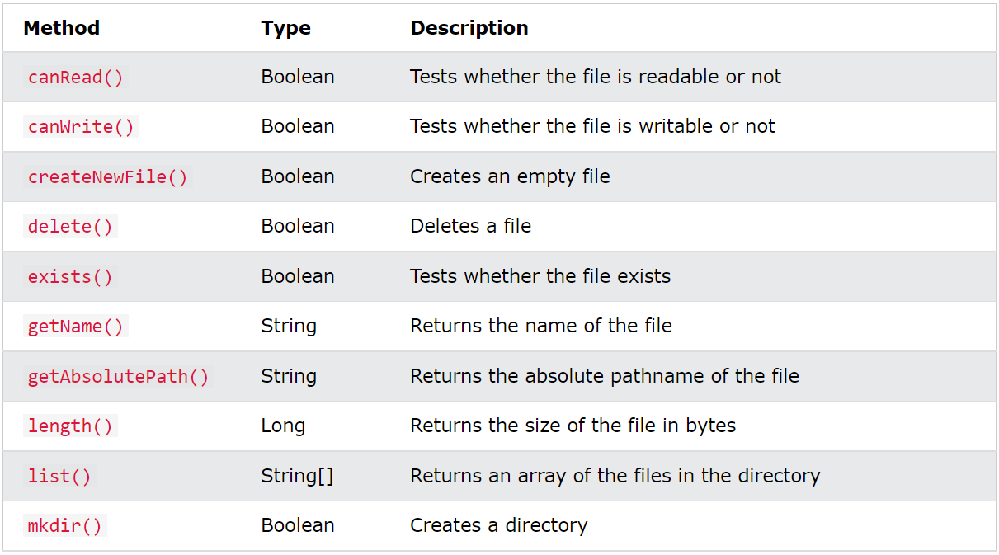 Method Type Description
canRead() Boolean Tests whether the file is readable or not
canWrite() Boolean Tests whether the file is writable or not
createNewFile() Boolean Creates an empty file
delete() Boolean Deletes a file
exists() Boolean Tests whether the file exists
getName() String Returns the name of the file
getAbsolutePath() String Returns the absolute pathname of the file
length() Long Returns the size of the file in bytes
list() String[] Returns an array of the files in the directory
mkdir() Boolean Creates a directory